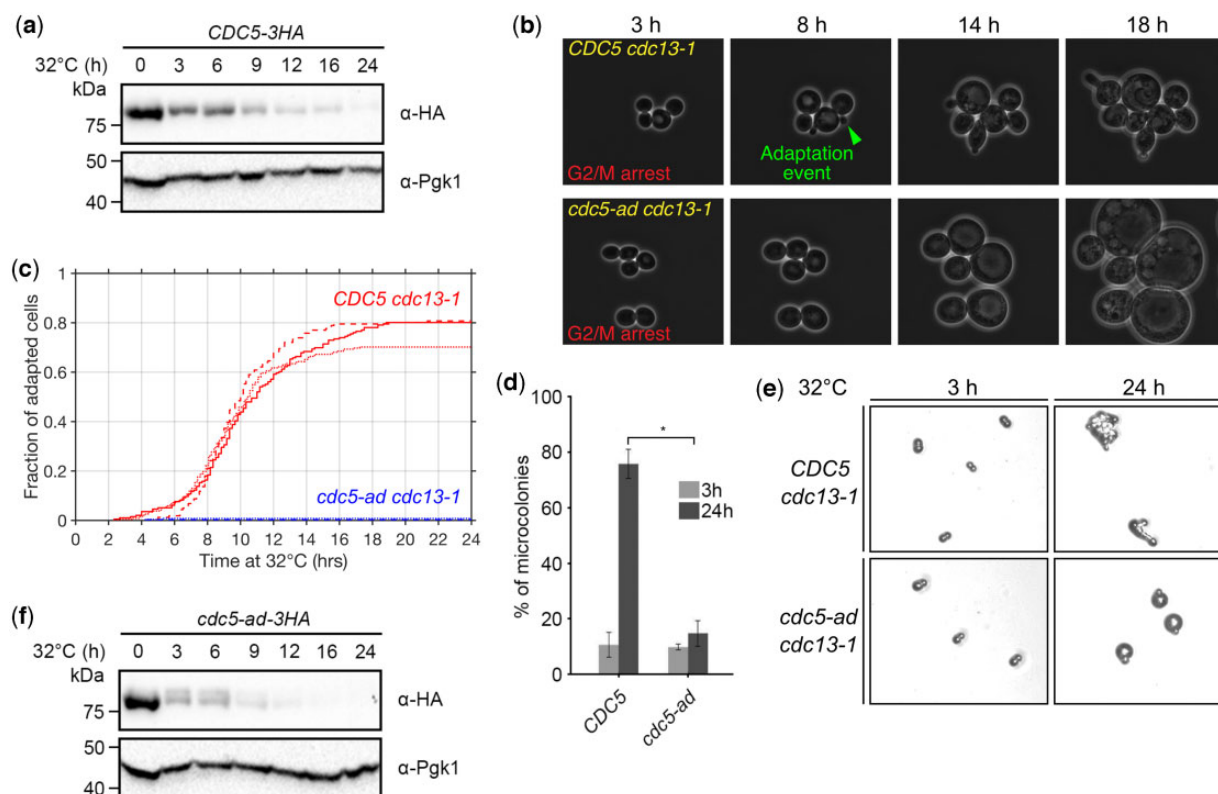 (a)
CDC5-3HA
32°C (h) 0 3 6 9 12 16 24
kDa
75
α-HA
50
40
α-Pgk1
(b)
3 h 8 h 14 h 18 h
CDC5 cdc13-1
G2/M arrest
Adaptation
event
cdc5-ad cdc13-1
G2/M arrest
(c)
Fraction of adapted cells
1
0.8
0.6
0.4
0.2
0
CDC5 cdc13-1
cdc5-ad cdc13-1
0 2 4 6 8 10 12 14 16 18 20 22 24
Time at 32°C (hrs)
(d)
% of microcolonies
100
80
60
40
20
0
*
3h
24h
CDC5
cdc5-ad
(e)
32°C 3 h 24 h
CDC5
cdc13-1
cdc5-ad
cdc13-1
(f)
cdc5-ad-3HA
32°C (h) 0 3 6 9 12 16 24
kDa
75
α-HA
50
40
α-Pgk1